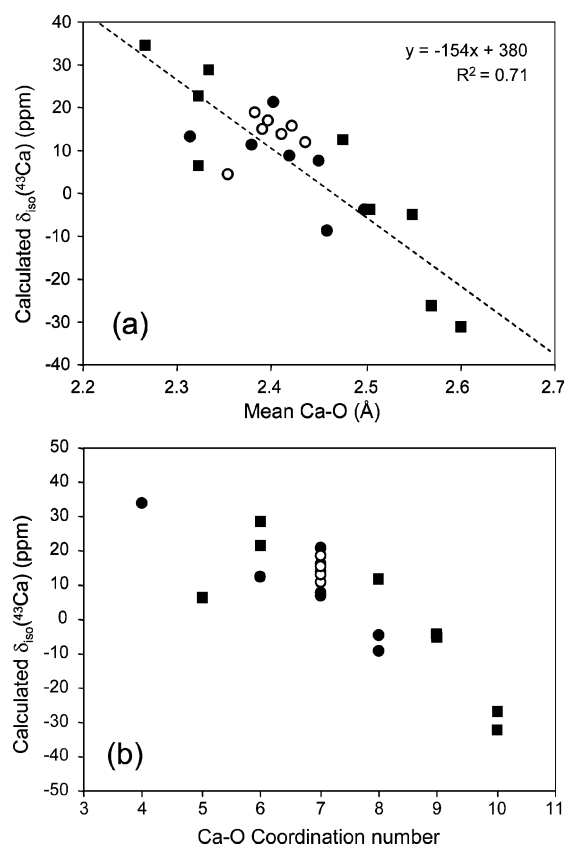 y = -154x + 380
R² = 0.71
40
30
20
10
0
-10
-20
-30
-40
Calculated δiso(⁴³Ca) (ppm)
(a)
2.2 2.3 2.4 2.5 2.6 2.7
Mean Ca-O (Å)
50
40
30
20
10
0
-10
-20
-30
-40
-50
Calculated δiso(⁴³Ca) (ppm)
(b)
3 4 5 6 7 8 9 10 11
Ca-O Coordination number